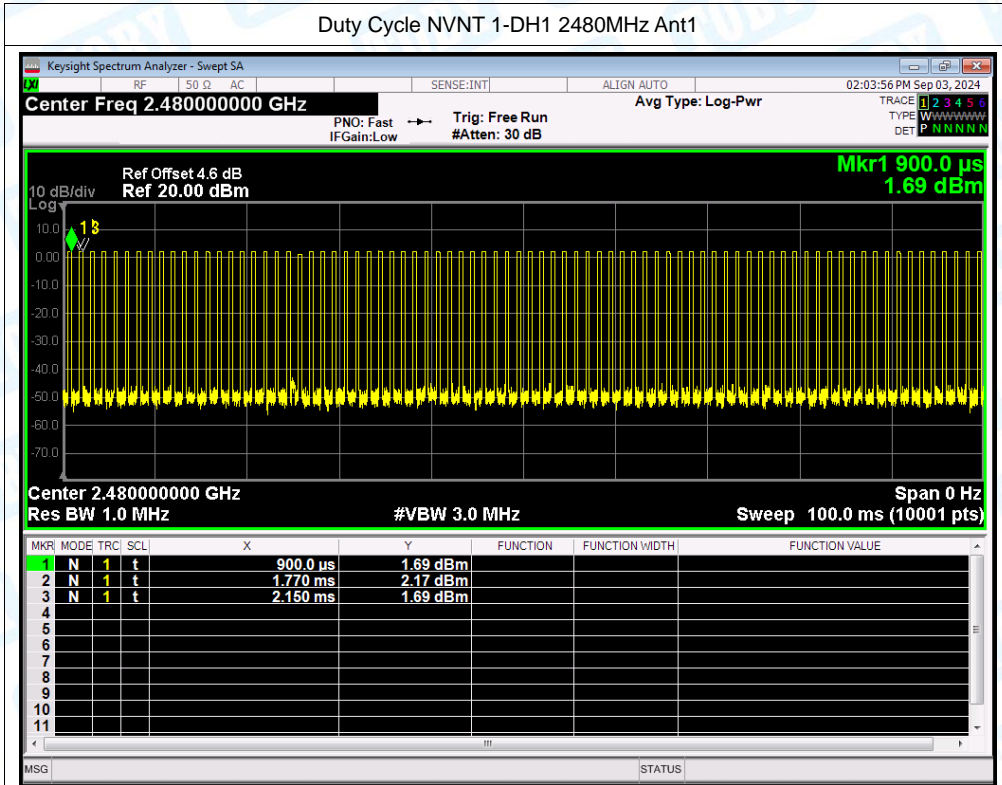 Duty Cycle NVNT 1-DH1 2480MHz Ant1
Keysight Spectrum Analyzer - Swept SA
LXI RF 50 Ω AC SENSE:INT ALIGN AUTO 02:03:56 PM Sep 03, 2024
Center Freq 2.480000000 GHz Avg Type: Log-Pwr TRACE 1 2 3 4 5 6
PNO: Fast Trig: Free Run TYPE WWWWWWW
IFGain:Low #Atten: 30 dB DET P N N N N N
Mkr1 900.0 µs
Ref Offset 4.6 dB
10 dB/div Ref 20.00 dBm 1.69 dBm
Log
10.0
1 3
0.00
-10.0
-20.0
-30.0
-40.0
-50.0
-60.0
-70.0
Center 2.480000000 GHz Span 0 Hz
Res BW 1.0 MHz #VBW 3.0 MHz Sweep 100.0 ms (10001 pts)
MKR MODE TRC SCL X Y FUNCTION FUNCTION WIDTH FUNCTION VALUE
1 N 1 t 900.0 µs 1.69 dBm
2 N 1 t 1.770 ms 2.17 dBm
3 N 1 t 2.150 ms 1.69 dBm
4
5
6
7
8
9
10
11
MSG STATUS